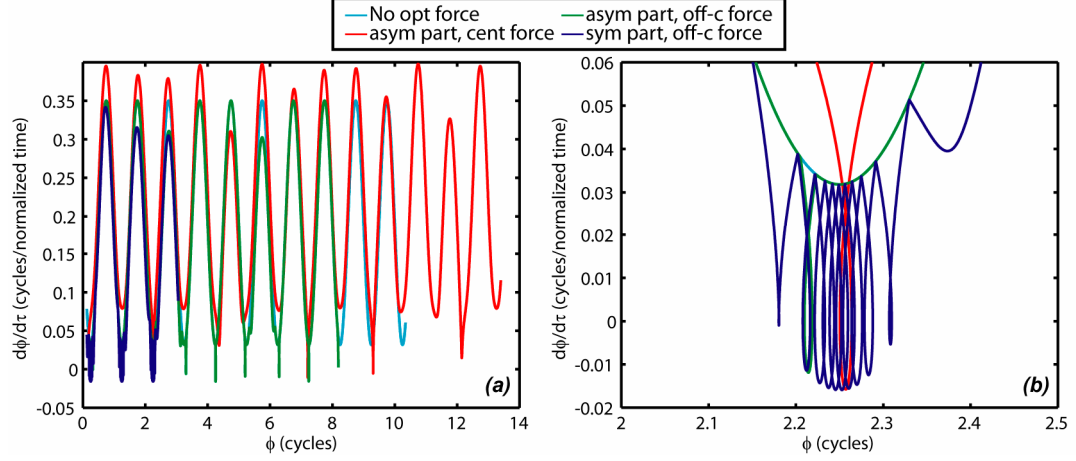 No opt force
asym part, off-c force
asym part, cent force
sym part, off-c force
dϕ/dτ (cycles/normalized time)
0.35
0.3
0.25
0.2
0.15
0.1
0.05
0
-0.05
0 2 4 6 8 10 12 14
ϕ (cycles)
(a)
dϕ/dτ (cycles/normalized time)
0.06
0.05
0.04
0.03
0.02
0.01
0
-0.01
-0.02
2 2.1 2.2 2.3 2.4 2.5
ϕ (cycles)
(b)